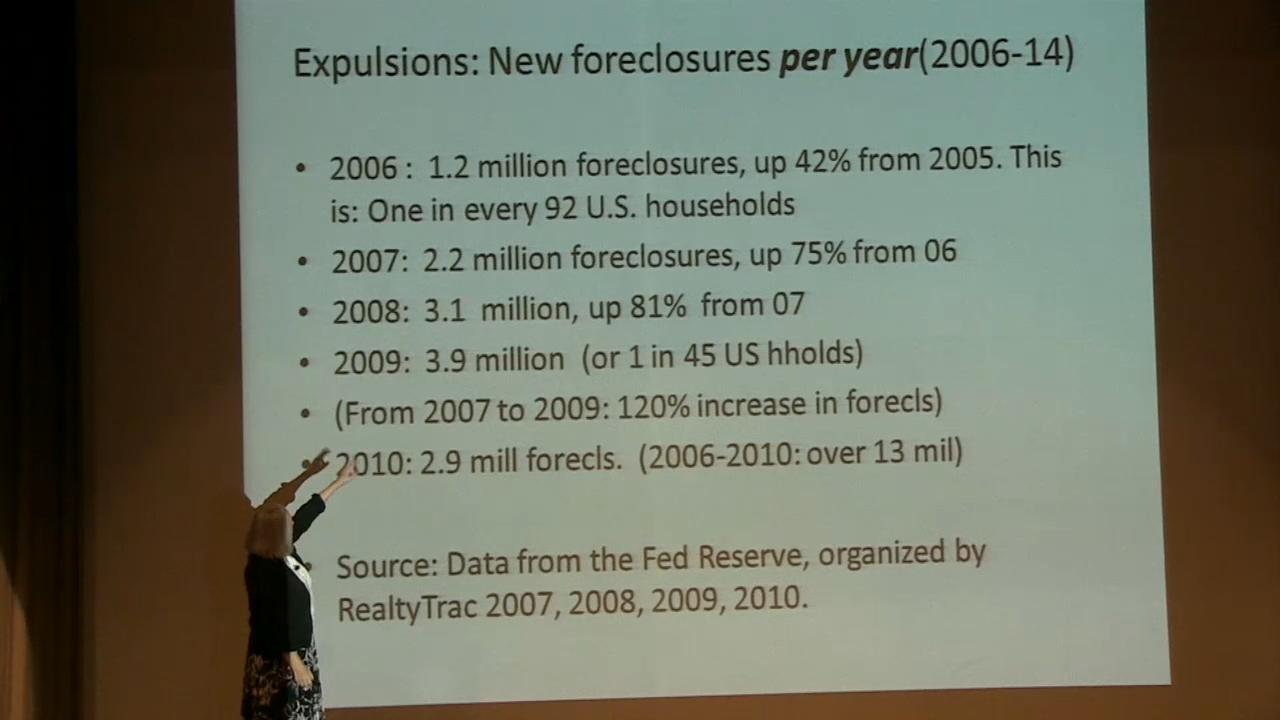 Expulsions: New foreclosures per year(2006-14)
• 2006 : 1.2 million foreclosures, up 42% from 2005. This
is: One in every 92 U.S. households
• 2007: 2.2 million foreclosures, up 75% from 06
• 2008: 3.1 million, up 81% from 07
• 2009: 3.9 million (or 1 in 45 US hholds)
• (From 2007 to 2009: 120% increase in forecls)
• 2010: 2.9 mill forecls. (2006-2010: over 13 mil)
• Source: Data from the Fed Reserve, organized by
RealtyTrac 2007, 2008, 2009, 2010.